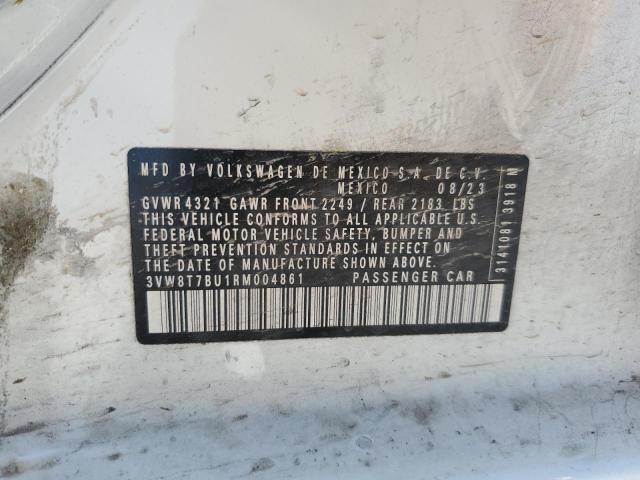 MFD BY VOLKSWAGEN DE MEXICO S.A. DE C.V.
MEXICO 08/23
GVWR 4321 GAWR FRONT 2249 / REAR 2183 LBS
THIS VEHICLE CONFORMS TO ALL APPLICABLE U.S.
FEDERAL MOTOR VEHICLE SAFETY, BUMPER AND
THEFT PREVENTION STANDARDS IN EFFECT ON
THE DATE OF MANUFACTURE SHOWN ABOVE.
3VW8T7BU1RM004861 PASSENGER CAR
31411081 3918 N